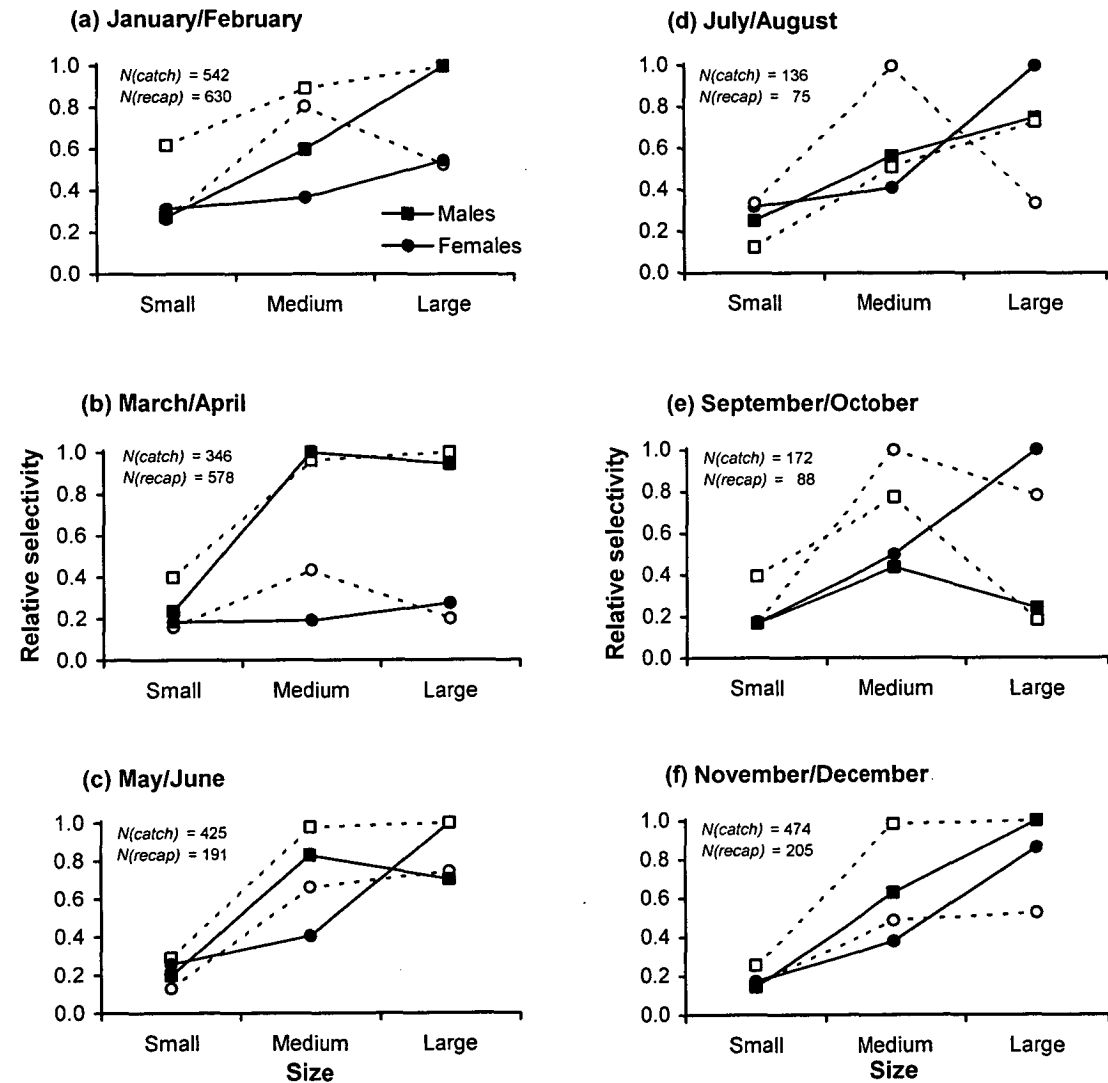 (a) January/February
N(catch) = 542
N(recap) = 630
1.0
0.8
0.6
0.4
0.2
0.0
Males
Females
Small Medium Large
(b) March/April
Relative selectivity
N(catch) = 346
N(recap) = 578
1.0
0.8
0.6
0.4
0.2
0.0
Small Medium Large
(c) May/June
N(catch) = 425
N(recap) = 191
1.0
0.8
0.6
0.4
0.2
0.0
Small Medium Large
Size
(d) July/August
N(catch) = 136
N(recap) = 75
1.0
0.8
0.6
0.4
0.2
0.0
Small Medium Large
(e) September/October
Relative selectivity
N(catch) = 172
N(recap) = 88
1.0
0.8
0.6
0.4
0.2
0.0
Small Medium Large
(f) November/December
N(catch) = 474
N(recap) = 205
1.0
0.8
0.6
0.4
0.2
0.0
Small Medium Large
Size